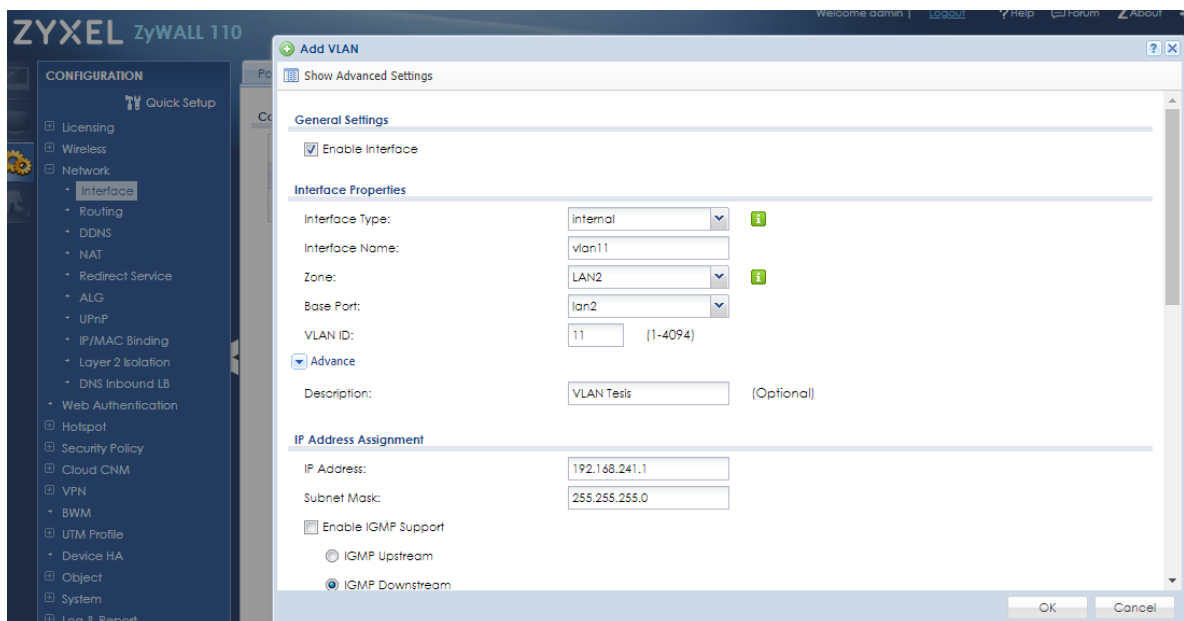 Welcome admin | Logout ?Help Forum About
ZYXEL ZyWALL 110
Add VLAN
Show Advanced Settings
CONFIGURATION
Quick Setup
Licensing
Wireless
Network
Interface
Routing
DDNS
NAT
Redirect Service
ALG
UPnP
IP/MAC Binding
Layer 2 Isolation
DNS Inbound LB
Web Authentication
Hotspot
Security Policy
Cloud CNM
VPN
BWM
UTM Profile
Device HA
Object
System
Log & Report
General Settings
Enable Interface
Interface Properties
Interface Type: internal
Interface Name: vlan11
Zone: LAN2
Base Port: lan2
VLAN ID: 11 (1-4094)
Advance
Description: VLAN Tesis (Optional)
IP Address Assignment
IP Address: 192.168.241.1
Subnet Mask: 255.255.255.0
Enable IGMP Support
IGMP Upstream
IGMP Downstream
OK Cancel